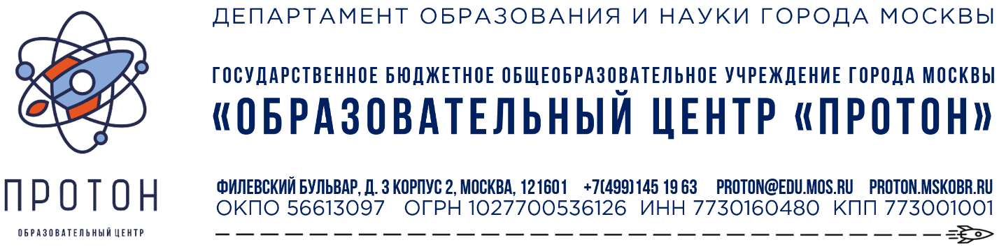 ДЕПАРТАМЕНТ ОБРАЗОВАНИЯ И НАУКИ ГОРОДА МОСКВЫ
ГОСУДАРСТВЕННОЕ БЮДЖЕТНОЕ ОБЩЕОБРАЗОВАТЕЛЬНОЕ УЧРЕЖДЕНИЕ ГОРОДА МОСКВЫ
«ОБРАЗОВАТЕЛЬНЫЙ ЦЕНТР «ПРОТОН»
ФИЛЕВСКИЙ БУЛЬВАР, Д. 3 КОРПУС 2, МОСКВА, 121601 +7(499)145 19 63 PROTON@EDU.MOS.RU PROTON.MSKOBR.RU
ОКПО 56613097 ОГРН 1027700536126 ИНН 7730160480 КПП 773001001
ПРОТОН
ОБРАЗОВАТЕЛЬНЫЙ ЦЕНТР